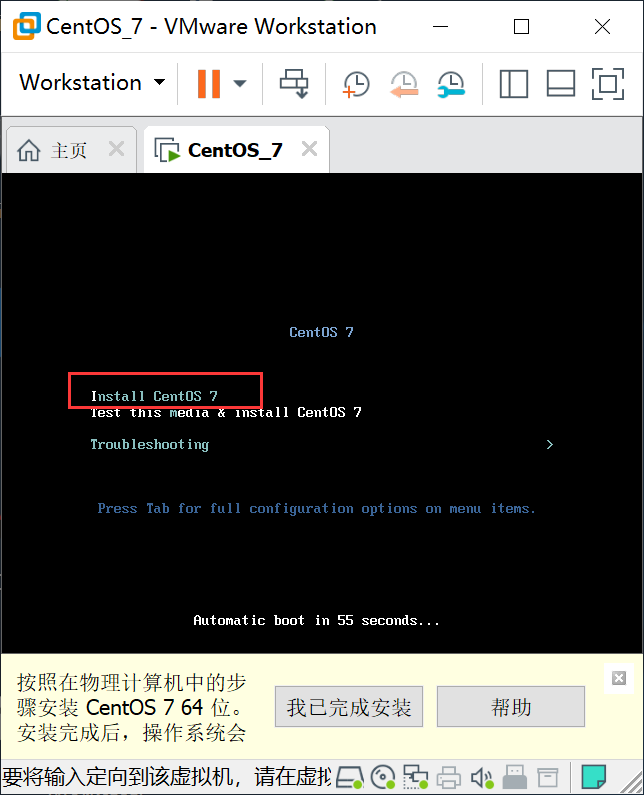 CentOS_7 - VMware Workstation
Workstation
主页
CentOS_7
CentOS 7
Install CentOS 7
Test this media & install CentOS 7
Troubleshooting >
Press Tab for full configuration options on menu items.
Automatic boot in 55 seconds...
按照在物理计算机中的步
骤安装 CentOS 7 64 位。
安装完成后，操作系统会
我已完成安装
帮助
要将输入定向到该虚拟机，请在虚拟